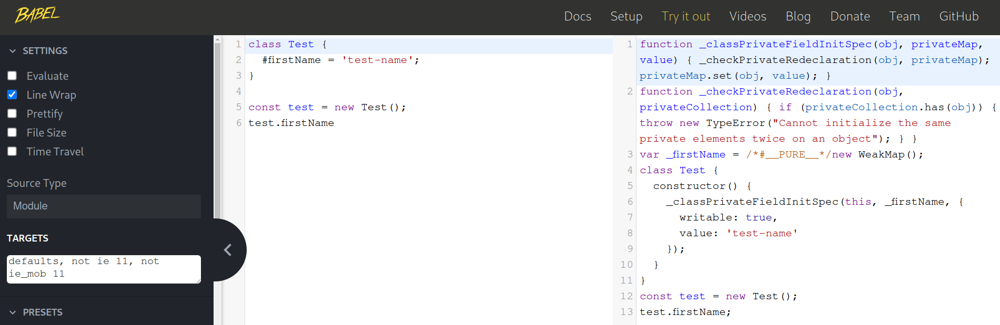 BABEL
Docs Setup Try it out Videos Blog Donate Team GitHub
SETTINGS
Evaluate
Line Wrap
Prettify
File Size
Time Travel
Source Type
Module
TARGETS
defaults, not ie 11, not
ie_mob 11
PRESETS
1 class Test {
2   #firstName = 'test-name';
3 }
4
5 const test = new Test();
6 test.firstName
1 function _classPrivateFieldInitSpec(obj, privateMap,
value) { _checkPrivateRedeclaration(obj, privateMap);
privateMap.set(obj, value); }
2 function _checkPrivateRedeclaration(obj,
privateCollection) { if (privateCollection.has(obj)) {
throw new TypeError("Cannot initialize the same
private elements twice on an object"); } }
3 var _firstName = /*#__PURE__*/new WeakMap();
4 class Test {
5   constructor() {
6     _classPrivateFieldInitSpec(this, _firstName, {
7       writable: true,
8       value: 'test-name'
9     });
10   }
11 }
12 const test = new Test();
13 test.firstName;